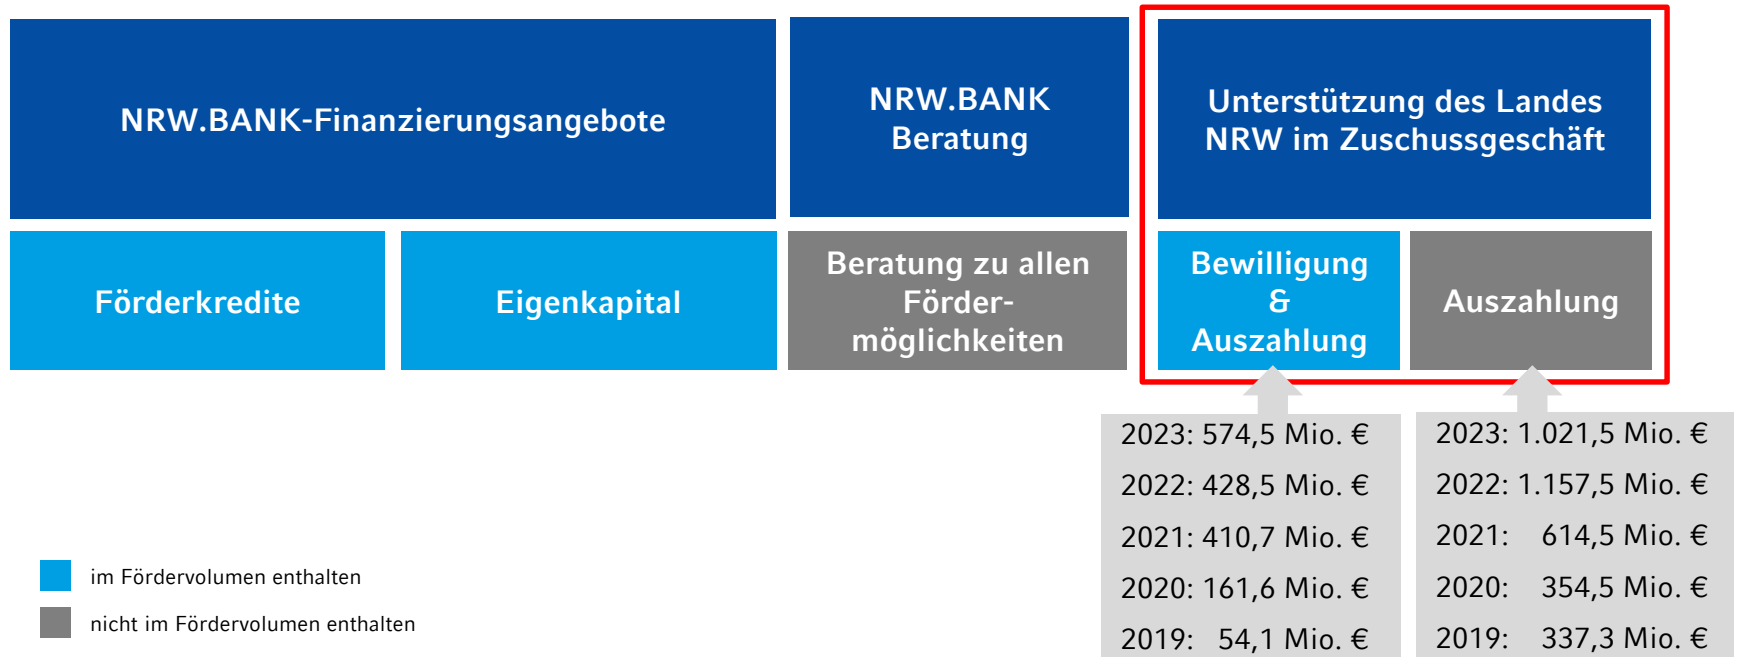 NRW.BANK-Finanzierungsangebote
NRW.BANK
Beratung
Unterstützung des Landes
NRW im Zuschussgeschäft
Förderkredite
Eigenkapital
Beratung zu allen
Förder-
möglichkeiten
Bewilligung
&
Auszahlung
Auszahlung
2023: 574,5 Mio. €
2022: 428,5 Mio. €
2021: 410,7 Mio. €
2020: 161,6 Mio. €
2019: 54,1 Mio. €
2023: 1.021,5 Mio. €
2022: 1.157,5 Mio. €
2021: 614,5 Mio. €
2020: 354,5 Mio. €
2019: 337,3 Mio. €
im Fördervolumen enthalten
nicht im Fördervolumen enthalten